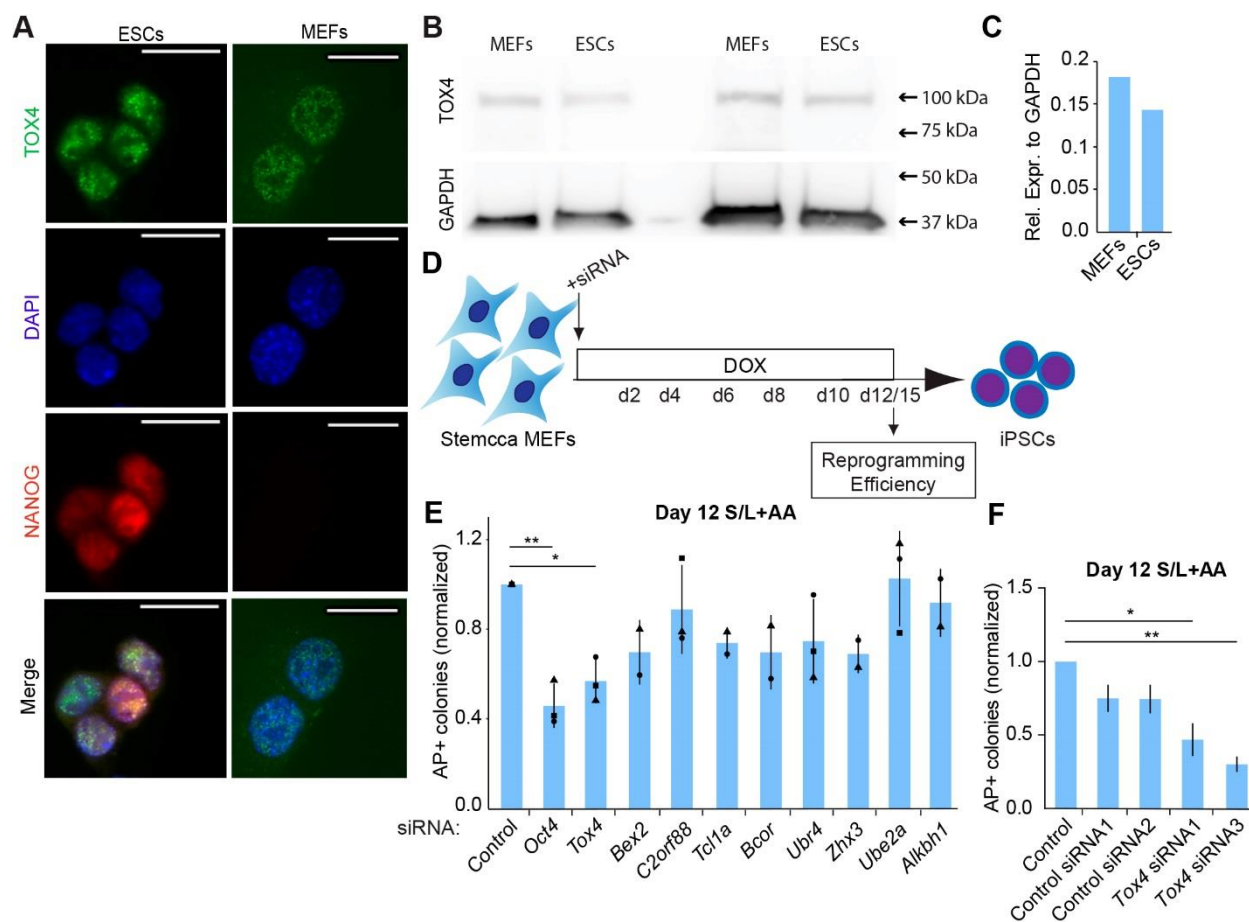 A
ESCs
MEFs
TOX4
DAPI
NANOG
Merge
B
MEFs ESCs MEFs ESCs
TOX4
← 100 kDa
← 75 kDa
GAPDH
← 50 kDa
← 37 kDa
C
Rel. Expr. to GAPDH
0.2
0.15
0.1
0.05
0.0
MEFs
ESCs
D
+siRNA
DOX
d2 d4 d6 d8 d10 d12/15
Stemcca MEFs
iPSCs
Reprogramming
Efficiency
E
Day 12 S/L+AA
AP+ colonies (normalized)
1.2
0.8
0.4
0.0
**
*
siRNA:
Control
Oct4
Tox4
Bex2
C2orf88
Tcl1a
Bcor
Ubr4
Zhx3
Ube2a
Alkbh1
F
Day 12 S/L+AA
AP+ colonies (normalized)
1.5
1.0
0.5
0.0
*
**
Control
Control siRNA1
Control siRNA2
Tox4 siRNA1
Tox4 siRNA3